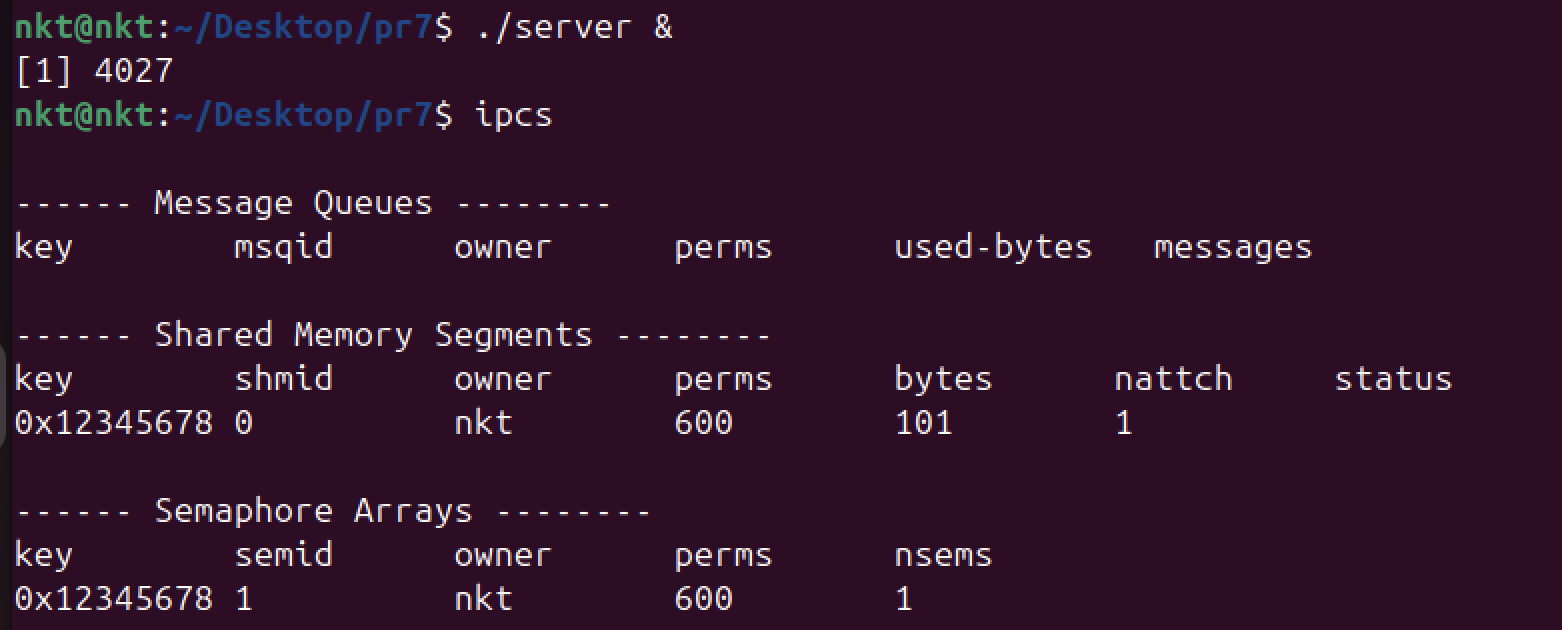 nkt@nkt:~/Desktop/pr7$ ./server &
[1] 4027
nkt@nkt:~/Desktop/pr7$ ipcs
------ Message Queues --------
key        msqid      owner      perms      used-bytes   messages
------ Shared Memory Segments --------
key        shmid      owner      perms      bytes      nattch     status
0x12345678 0          nkt        600        101        1
------ Semaphore Arrays --------
key        semid      owner      perms      nsems
0x12345678 1          nkt        600        1